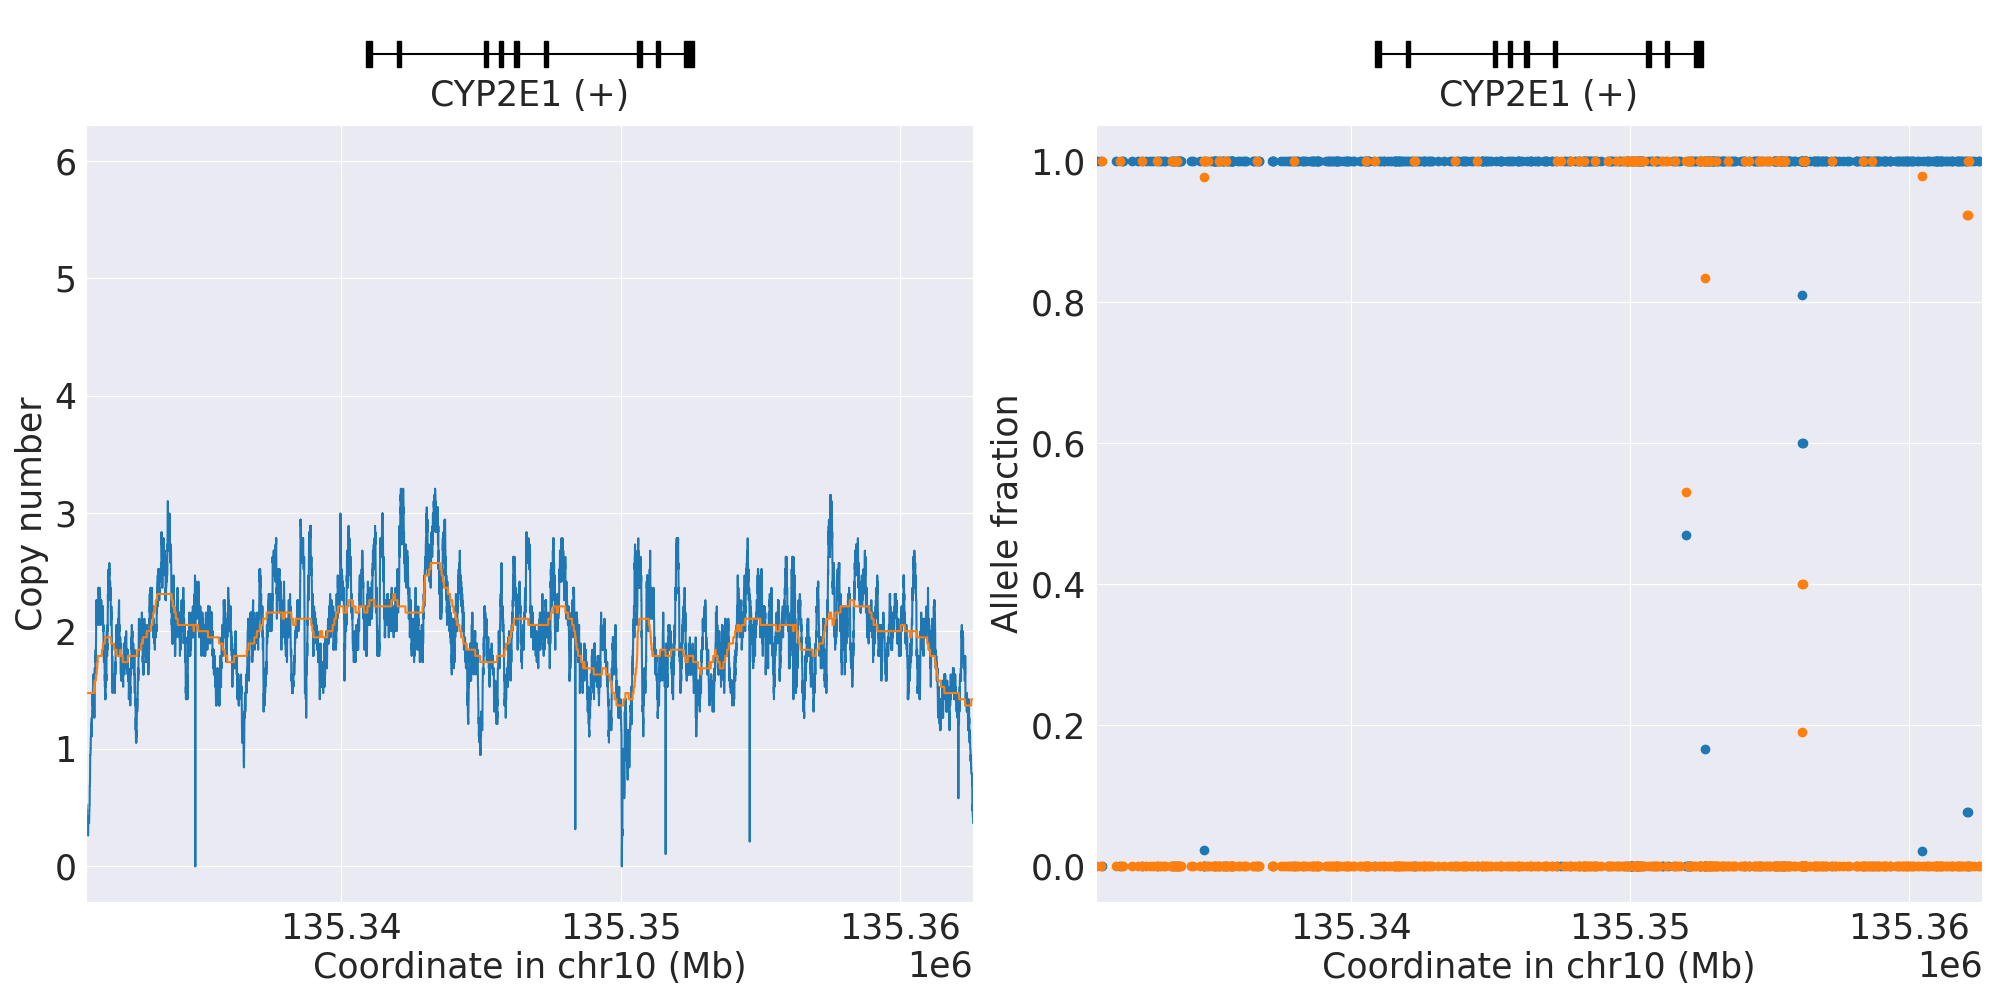 CYP2E1 (+)
6
5
4
3
2
1
0
Copy number
135.34 135.35 135.36
Coordinate in chr10 (Mb)
1e6
CYP2E1 (+)
1.0
0.8
0.6
0.4
0.2
0.0
Allele fraction
135.34 135.35 135.36
Coordinate in chr10 (Mb)
1e6